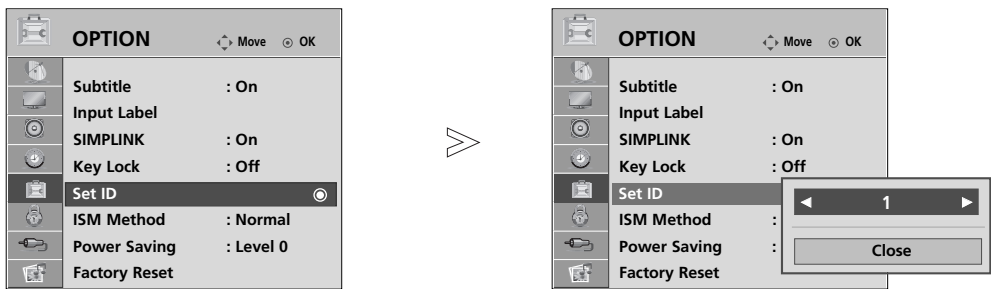 OPTION Move OK
Subtitle : On
Input Label
SIMPLINK : On
Key Lock : Off
Set ID
ISM Method : Normal
Power Saving : Level 0
Factory Reset
OPTION Move OK
Subtitle : On
Input Label
SIMPLINK : On
Key Lock : Off
Set ID
ISM Method :
Power Saving :
Factory Reset
◄ 1 ►
Close